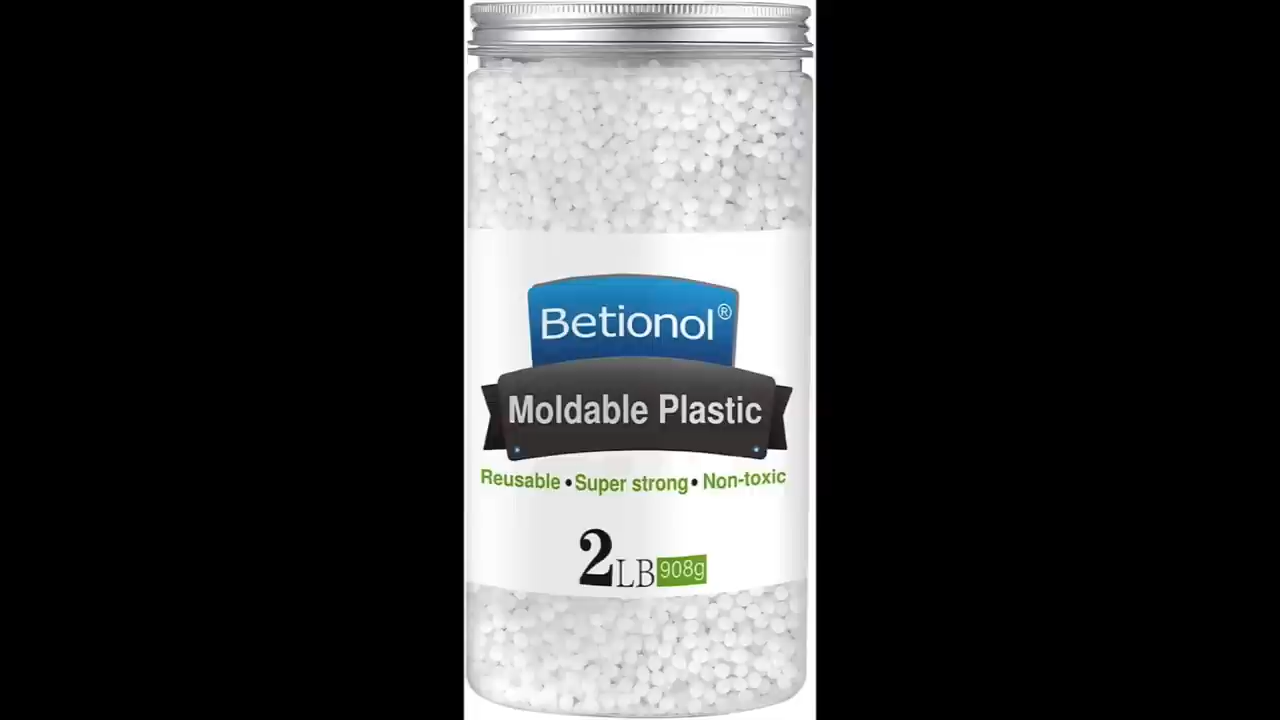 Betionol®
Moldable Plastic
Reusable • Super strong • Non-toxic
2LB 908g